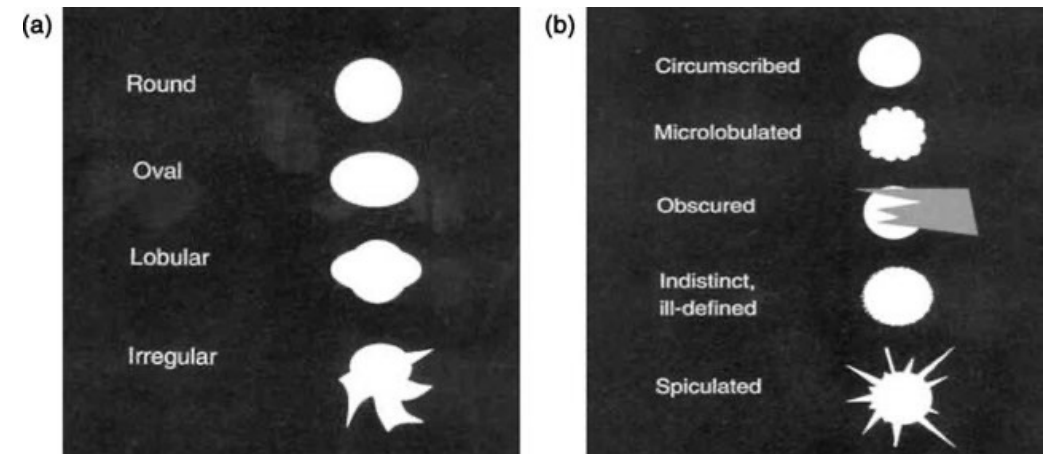 (a)
Round
Oval
Lobular
Irregular
(b)
Circumscribed
Microlobulated
Obscured
Indistinct,
ill-defined
Spiculated